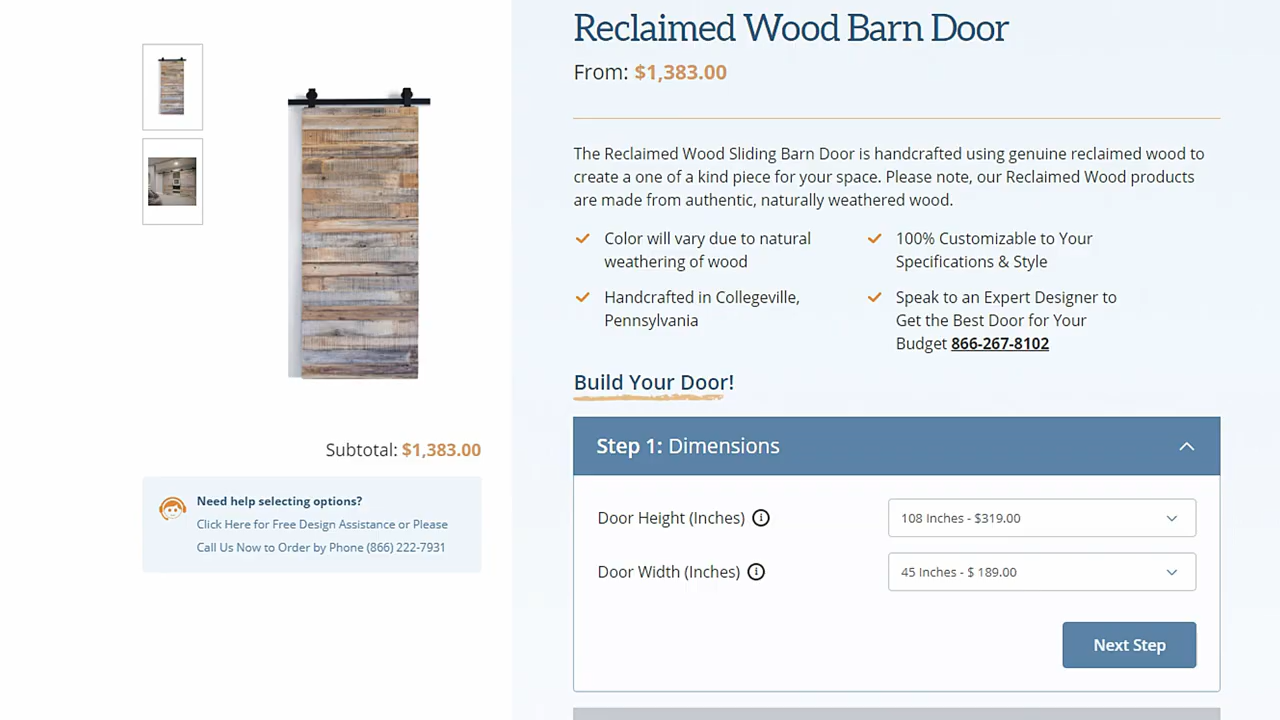 Reclaimed Wood Barn Door
From: $1,383.00
The Reclaimed Wood Sliding Barn Door is handcrafted using genuine reclaimed wood to
create a one of a kind piece for your space. Please note, our Reclaimed Wood products
are made from authentic, naturally weathered wood.
Color will vary due to natural
weathering of wood
100% Customizable to Your
Specifications & Style
Handcrafted in Collegeville,
Pennsylvania
Speak to an Expert Designer to
Get the Best Door for Your
Budget 866-267-8102
Build Your Door!
Subtotal: $1,383.00
Need help selecting options?
Click Here for Free Design Assistance or Please
Call Us Now to Order by Phone (866) 222-7931
Step 1: Dimensions
Door Height (Inches)
108 Inches - $319.00
Door Width (Inches)
45 Inches - $ 189.00
Next Step